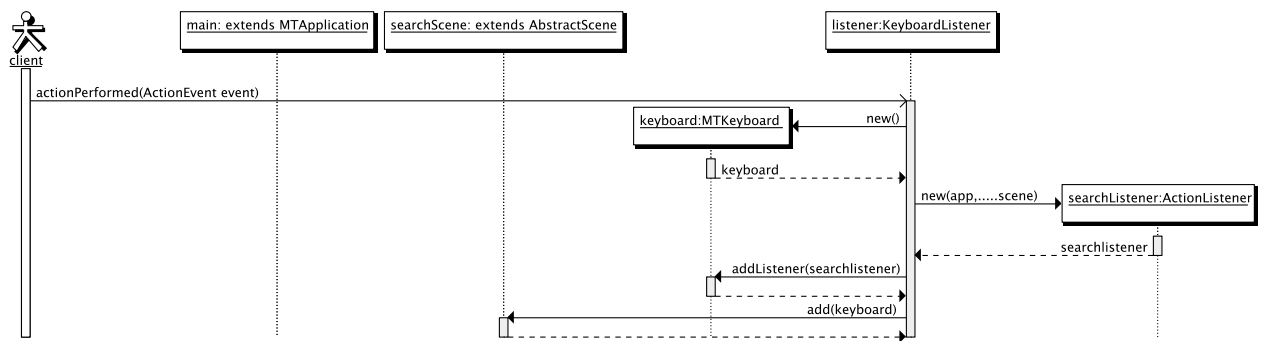 main: extends MTApplication
searchScene: extends AbstractScene
listener:KeyboardListener
client
actionPerformed(ActionEvent event)
keyboard:MTKeyboard
new()
keyboard
new(app,.....scene)
searchListener:ActionListener
searchlistener
addListener(searchlistener)
add(keyboard)